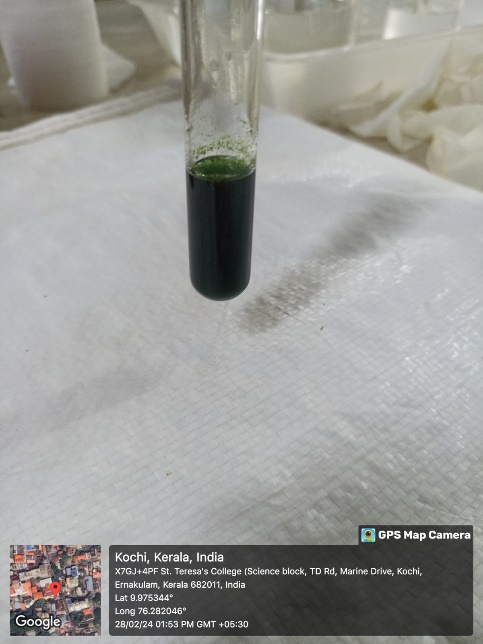 GPS Map Camera
Kochi, Kerala, India
X7GJ+4PF St. Teresa's College (Science block, TD Rd, Marine Drive, Kochi,
Ernakulam, Kerala 682011, India
Lat 9.975344°
Long 76.282046°
28/02/24 01:53 PM GMT +05:30
Google